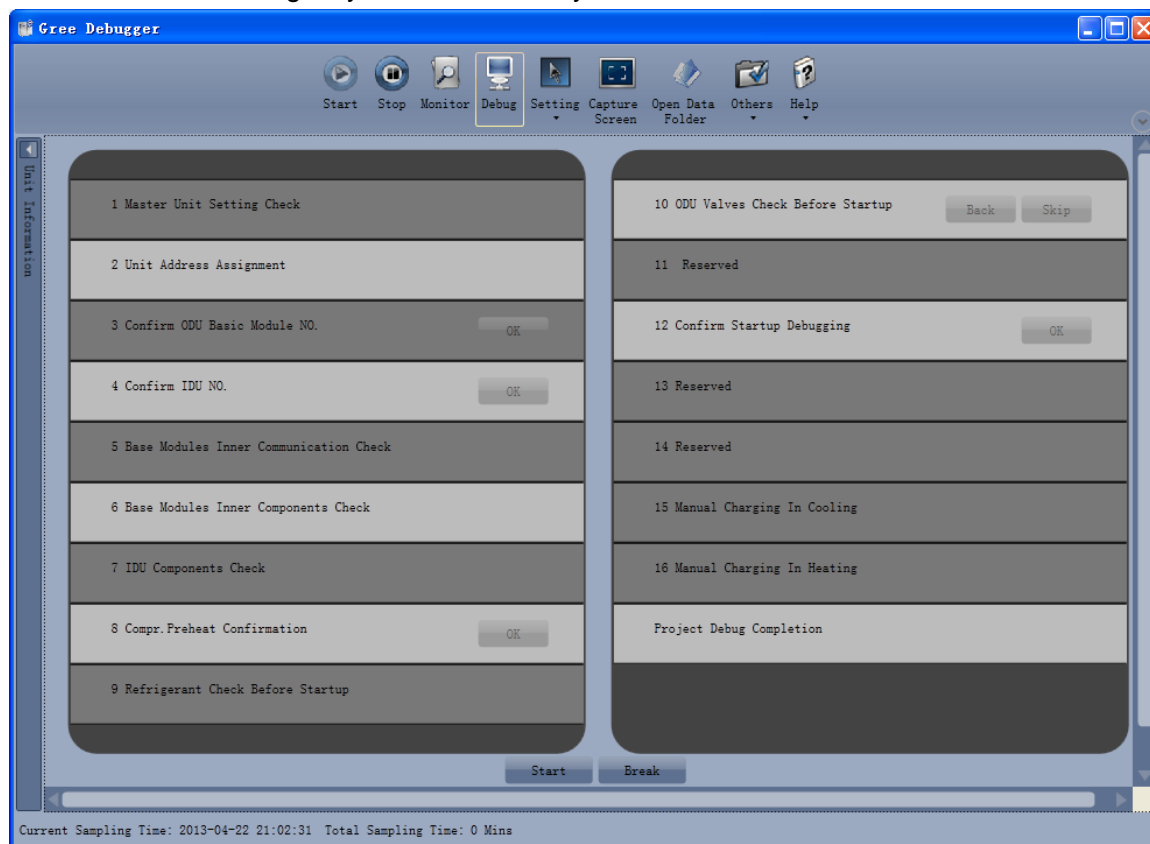 Gree Debugger
Start Stop Monitor Debug Setting Capture Screen Open Data Folder Others Help
Unit Information
1 Master Unit Setting Check
2 Unit Address Assignment
3 Confirm ODU Basic Module NO. OK
4 Confirm IDU NO. OK
5 Base Modules Inner Communication Check
6 Base Modules Inner Components Check
7 IDU Components Check
8 Compr.Preheat Confirmation OK
9 Refrigerant Check Before Startup
10 ODU Valves Check Before Startup Back Skip
11 Reserved
12 Confirm Startup Debugging OK
13 Reserved
14 Reserved
15 Manual Charging In Cooling
16 Manual Charging In Heating
Project Debug Completion
Start Break
Current Sampling Time: 2013-04-22 21:02:31 Total Sampling Time: 0 Mins